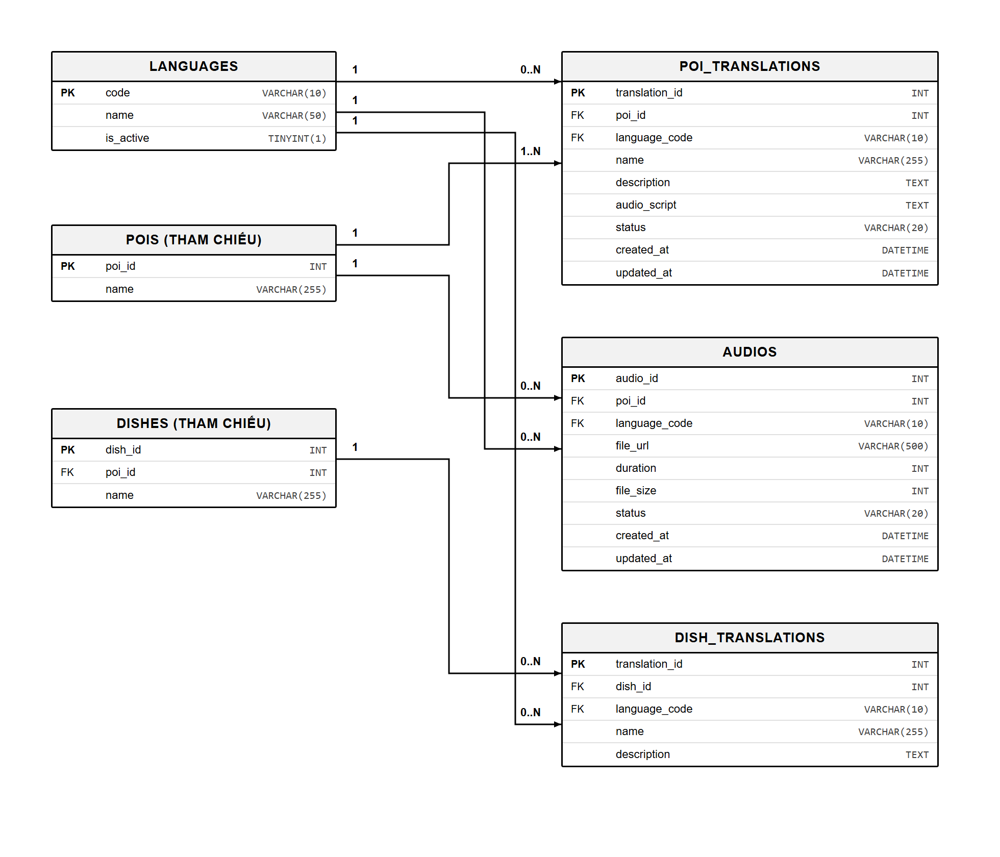 LANGUAGES
PK code VARCHAR(10)
name VARCHAR(50)
is_active TINYINT(1)
1 0..N
1
1
1..N
POIS (THAM CHIẾU)
PK poi_id INT
name VARCHAR(255)
1
1
0..N
0..N
DISHES (THAM CHIẾU)
PK dish_id INT
FK poi_id INT
name VARCHAR(255)
1
0..N
0..N
POI_TRANSLATIONS
PK translation_id INT
FK poi_id INT
FK language_code VARCHAR(10)
name VARCHAR(255)
description TEXT
audio_script TEXT
status VARCHAR(20)
created_at DATETIME
updated_at DATETIME
AUDIOS
PK audio_id INT
FK poi_id INT
FK language_code VARCHAR(10)
file_url VARCHAR(500)
duration INT
file_size INT
status VARCHAR(20)
created_at DATETIME
updated_at DATETIME
DISH_TRANSLATIONS
PK translation_id INT
FK dish_id INT
FK language_code VARCHAR(10)
name VARCHAR(255)
description TEXT